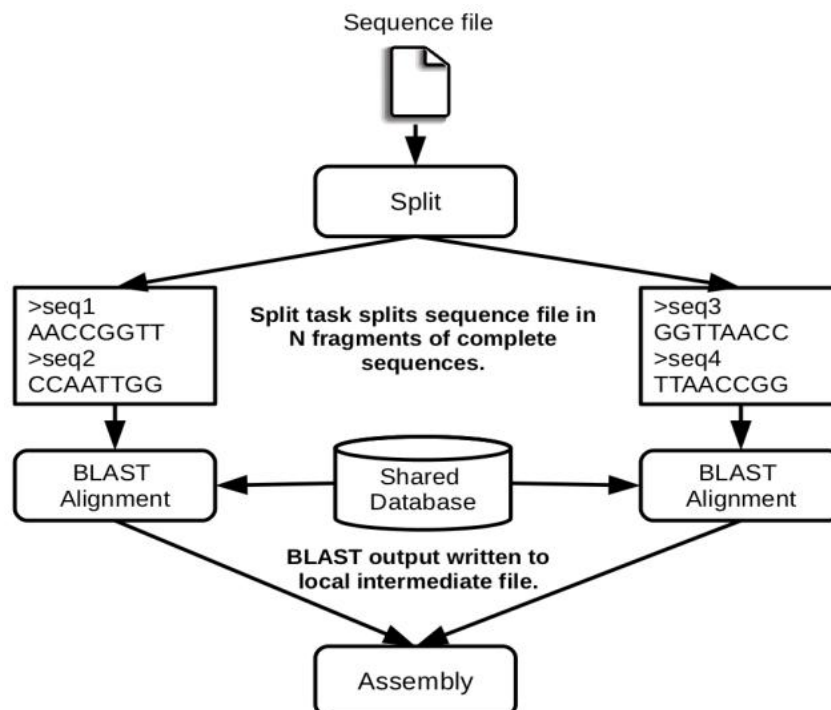 Sequence file
Split
>seq1
AACCGGTT
>seq2
CCAATTGG
Split task splits sequence file in
N fragments of complete
sequences.
>seq3
GGTTAACC
>seq4
TTAACCGG
BLAST
Alignment
Shared
Database
BLAST
Alignment
BLAST output written to
local intermediate file.
Assembly